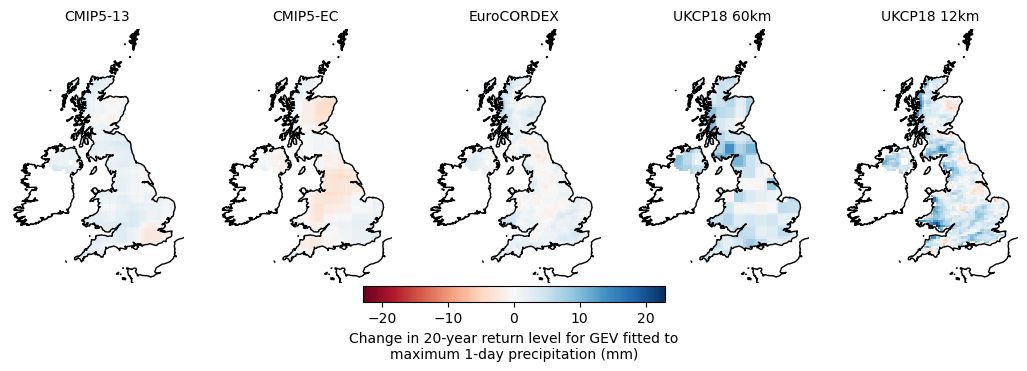 CMIP5-13
CMIP5-EC
EuroCORDEX
UKCP18 60km
UKCP18 12km
−20
−10
0
10
20
Change in 20-year return level for GEV fitted to
maximum 1-day precipitation (mm)